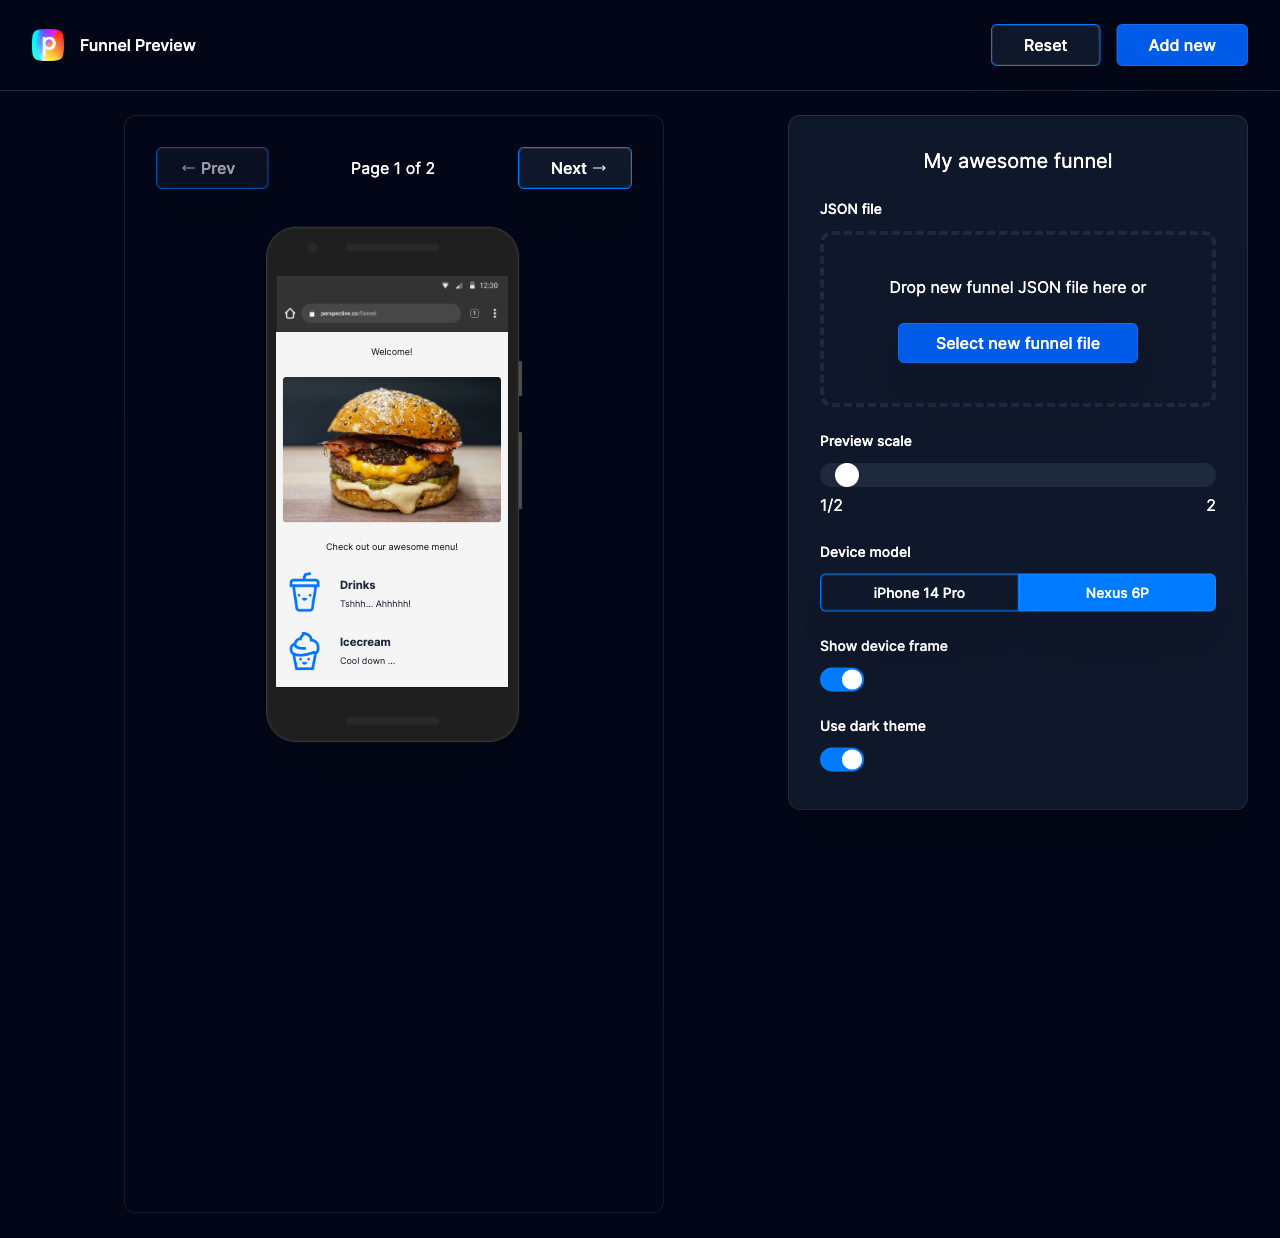 p
Funnel Preview
Reset
Add new
← Prev
Page 1 of 2
Next →
12:30
perspective.co/funnel
1
Welcome!
Check out our awesome menu!
Drinks
Tshhh... Ahhhhh!
Icecream
Cool down ...
My awesome funnel
JSON file
Drop new funnel JSON file here or
Select new funnel file
Preview scale
1/2
2
Device model
iPhone 14 Pro
Nexus 6P
Show device frame
Use dark theme